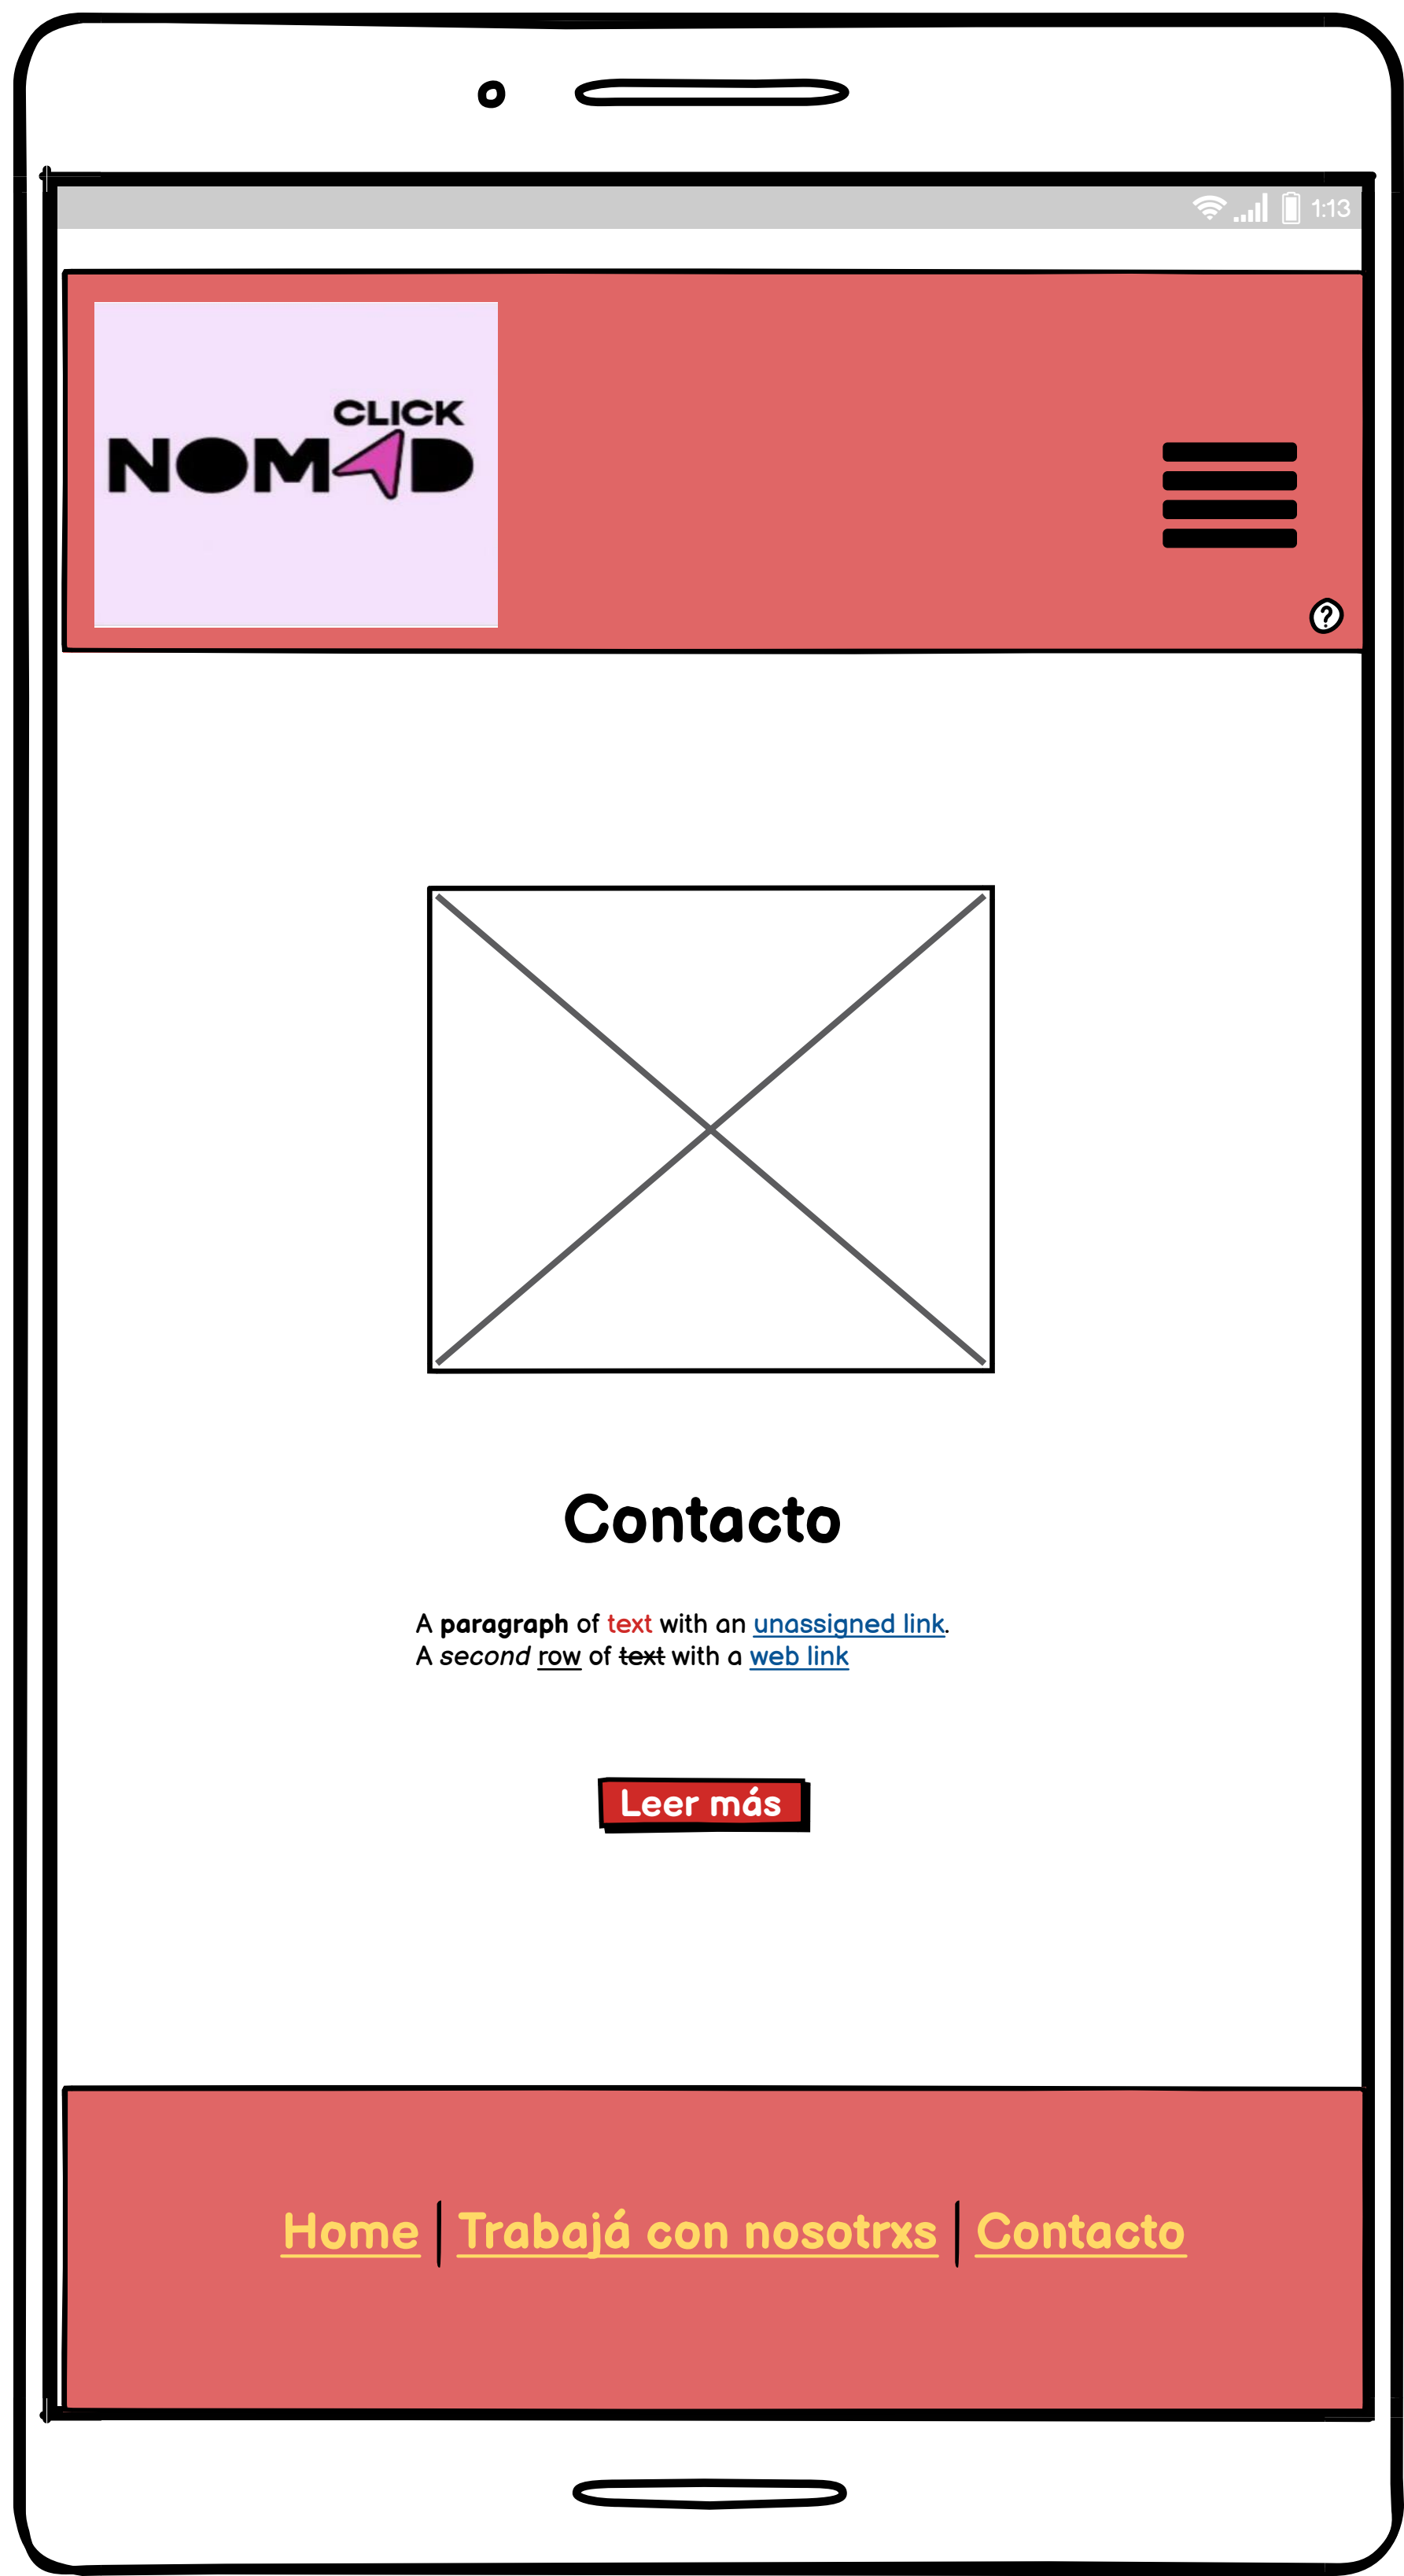 1:13
CLICK
NOMAD
?
Contacto
A paragraph of text with an unassigned link.
A second row of text with a web link
Leer más
Home | Trabajá con nosotrxs | Contacto